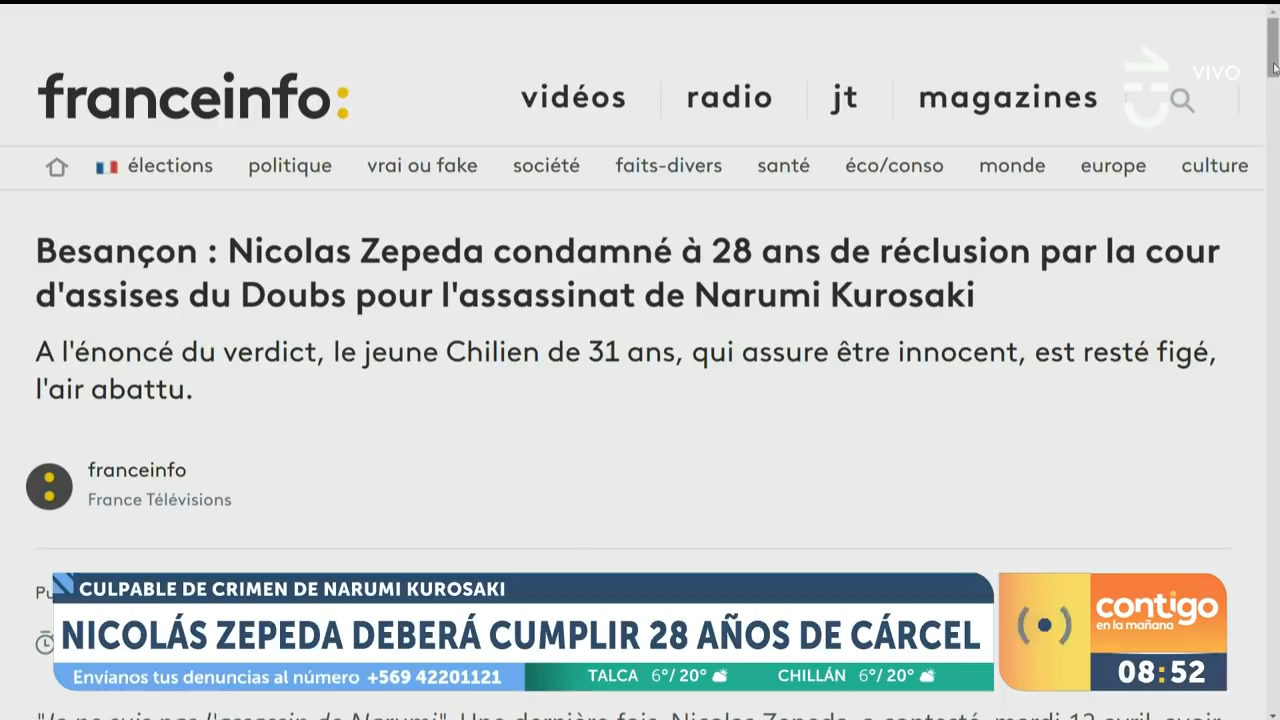 franceinfo:
vidéos
radio
jt
magazines
VIVO
élections
politique
vrai ou fake
société
faits-divers
santé
éco/conso
monde
europe
culture
Besançon : Nicolas Zepeda condamné à 28 ans de réclusion par la cour
d'assises du Doubs pour l'assassinat de Narumi Kurosaki
A l'énoncé du verdict, le jeune Chilien de 31 ans, qui assure être innocent, est resté figé,
l'air abattu.
franceinfo
France Télévisions
CULPABLE DE CRIMEN DE NARUMI KUROSAKI
NICOLÁS ZEPEDA DEBERÁ CUMPLIR 28 AÑOS DE CÁRCEL
Envíanos tus denuncias al número +569 42201121
TALCA 6°/ 20°
CHILLÁN 6°/ 20°
contigo
en la mañana
08:52